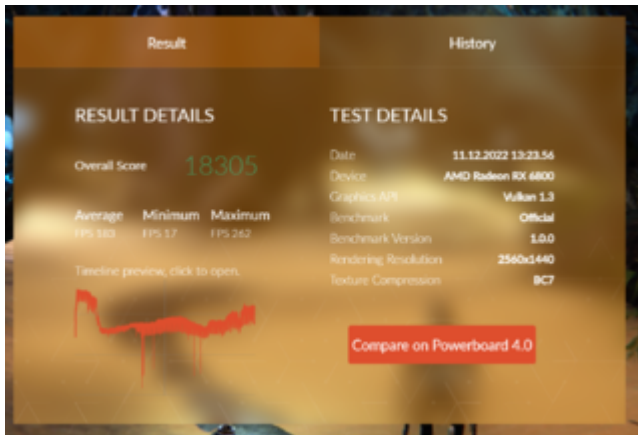 Result
History
RESULT DETAILS
Overall Score 18305
Average Minimum Maximum
FPS 183 FPS 17 FPS 262
Timeline preview, click to open.
TEST DETAILS
Date 11.12.2022 13:23.56
Device AMD Radeon RX 6800
Graphics API Vulkan 1.3
Benchmark Official
Benchmark Version 1.0.0
Rendering Resolution 2560x1440
Texture Compression BC7
Compare on Powerboard 4.0